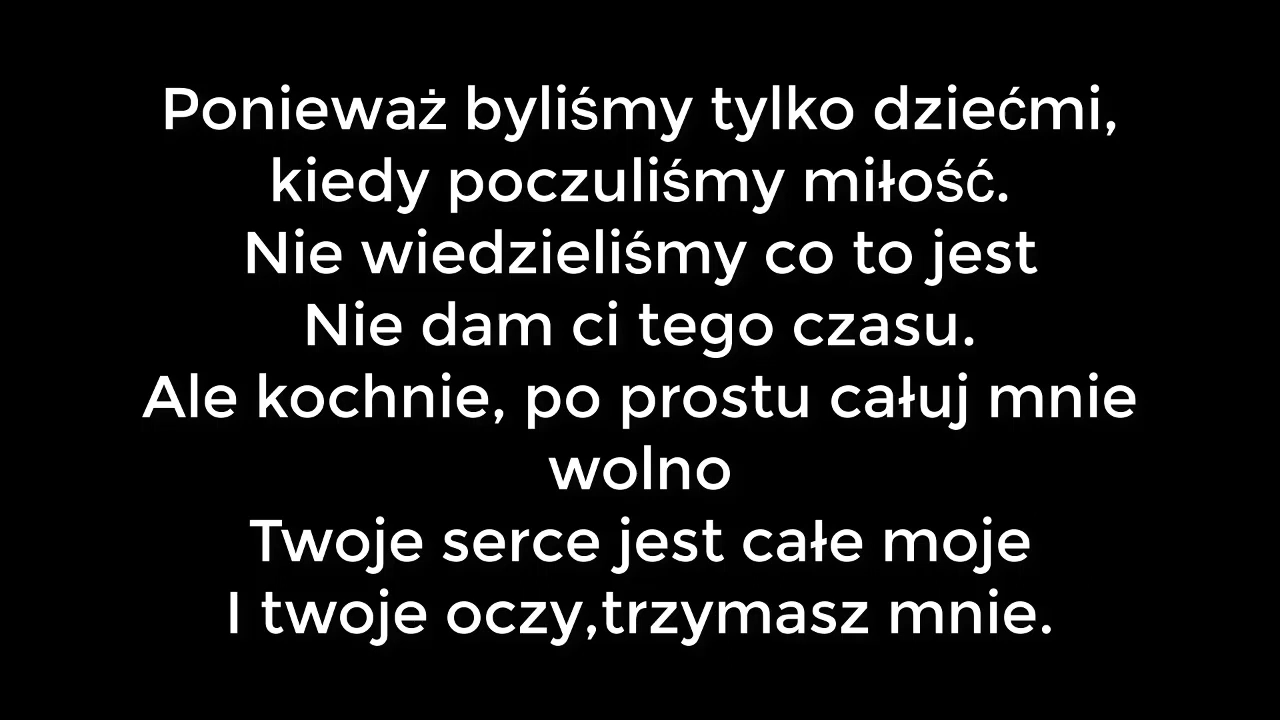 Ponieważ byliśmy tylko dziećmi,
kiedy poczuliśmy miłość.
Nie wiedzieliśmy co to jest
Nie dam ci tego czasu.
Ale kochnie, po prostu całuj mnie
wolno
Twoje serce jest całe moje
I twoje oczy,trzymasz mnie.